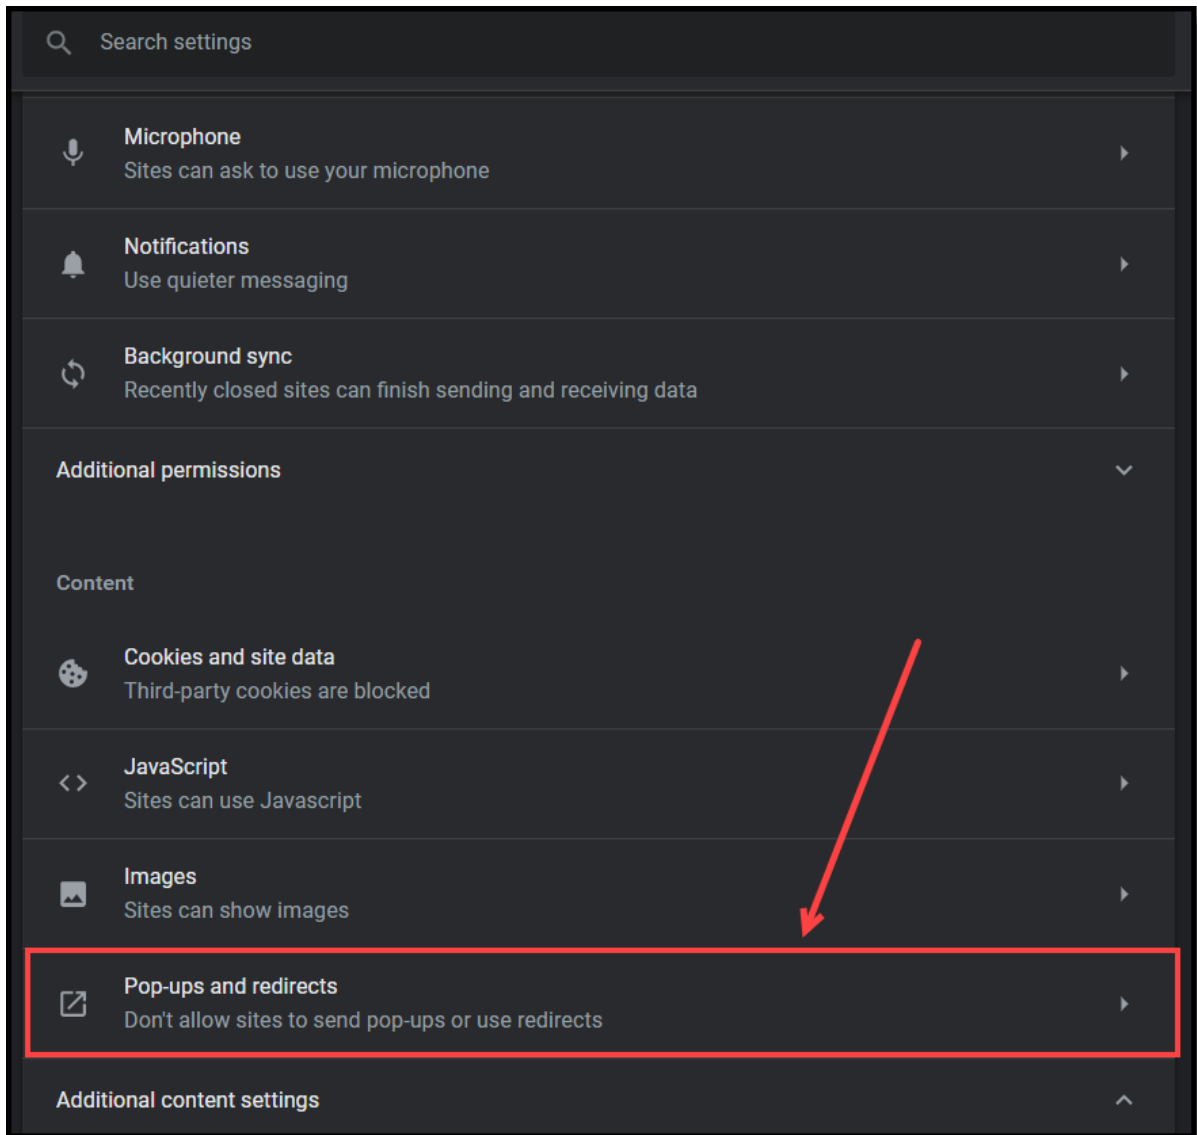 Search settings
Microphone
Sites can ask to use your microphone
Notifications
Use quieter messaging
Background sync
Recently closed sites can finish sending and receiving data
Additional permissions
Content
Cookies and site data
Third-party cookies are blocked
JavaScript
Sites can use Javascript
Images
Sites can show images
Pop-ups and redirects
Don't allow sites to send pop-ups or use redirects
Additional content settings